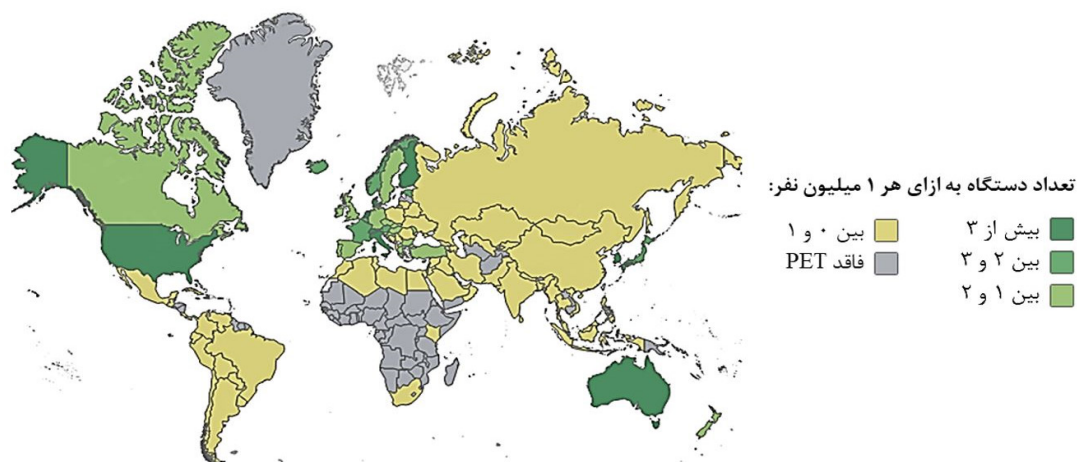 تعداد دستگاه به ازای هر ۱ میلیون نفر:
بیش از ۳
بین ۲ و ۳
بین ۱ و ۲
بین ۰ و ۱
فاقد PET